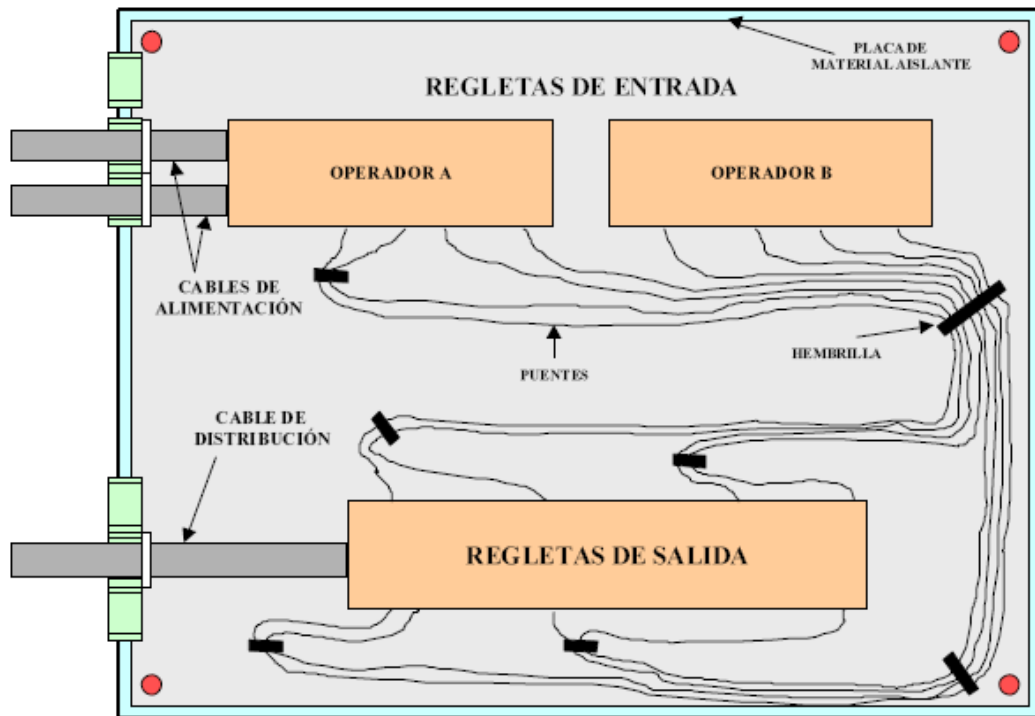 PLACA DE
MATERIAL AISLANTE
REGLETAS DE ENTRADA
OPERADOR A
OPERADOR B
CABLES DE
ALIMENTACIÓN
HEMBRILLA
PUENTES
CABLE DE
DISTRIBUCIÓN
REGLETAS DE SALIDA